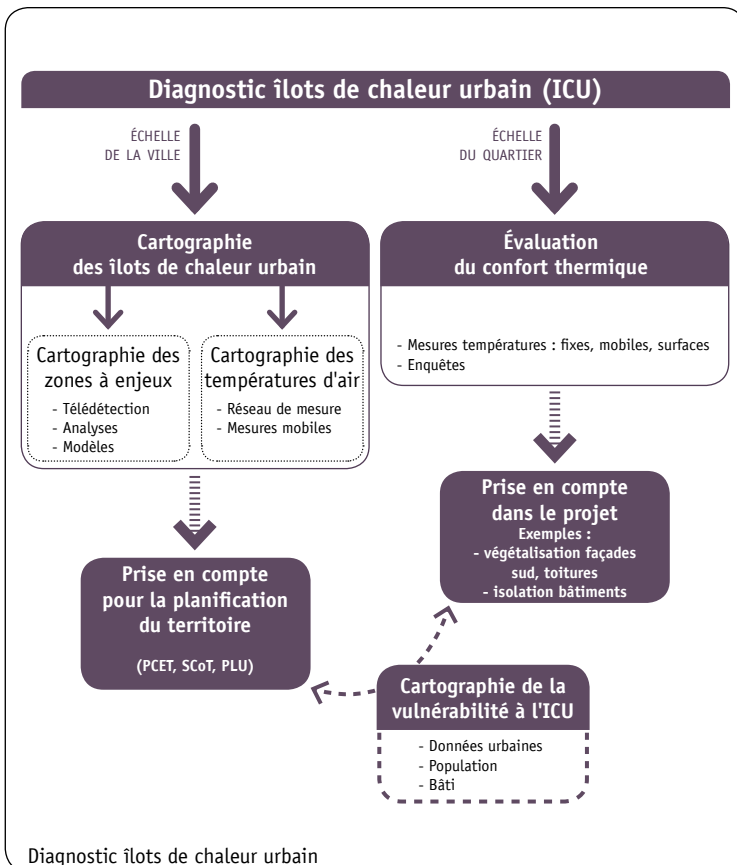 Diagnostic îlots de chaleur urbain (ICU)
ÉCHELLE
DE LA VILLE
ÉCHELLE
DU QUARTIER
Cartographie
des îlots de chaleur urbain
Cartographie des
zones à enjeux
- Télédétection
- Analyses
- Modèles
Cartographie des
températures d'air
- Réseau de mesure
- Mesures mobiles
Évaluation
du confort thermique
- Mesures températures : fixes, mobiles, surfaces
- Enquêtes
Prise en compte
dans le projet
Exemples :
- végétalisation façades
sud, toitures
- isolation bâtiments
Prise en compte
pour la planification
du territoire
(PCET, SCoT, PLU)
Cartographie de la
vulnérabilité à l'ICU
- Données urbaines
- Population
- Bâti
Diagnostic îlots de chaleur urbain